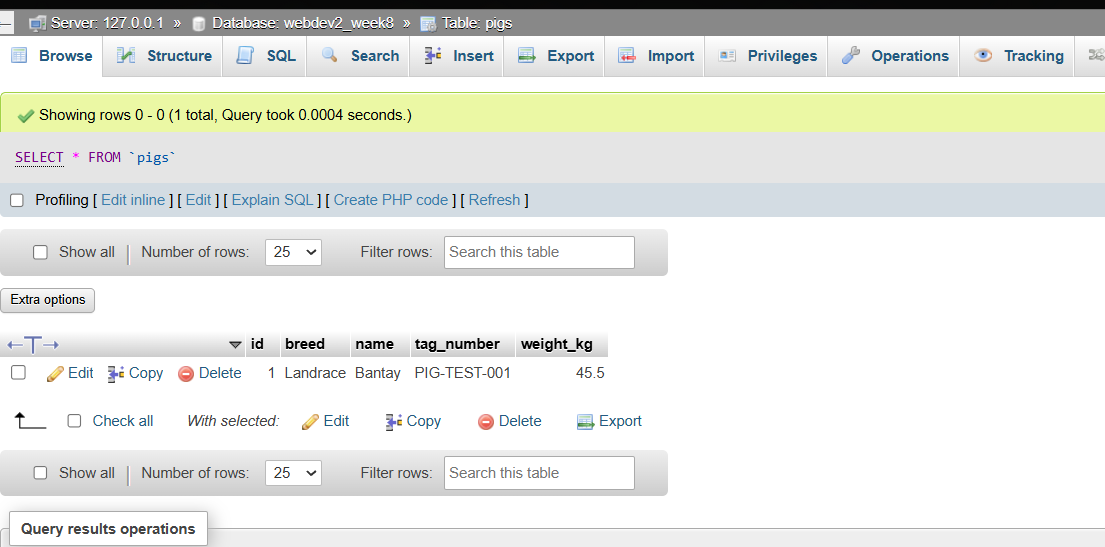 Server: 127.0.0.1 » Database: webdev2_week8 » Table: pigs
Browse Structure SQL Search Insert Export Import Privileges Operations Tracking
Showing rows 0 - 0 (1 total, Query took 0.0004 seconds.)
SELECT * FROM `pigs`
Profiling [ Edit inline ] [ Edit ] [ Explain SQL ] [ Create PHP code ] [ Refresh ]
Show all | Number of rows: 25 Filter rows: Search this table
Extra options
←T→ id breed name tag_number weight_kg
Edit Copy Delete 1 Landrace Bantay PIG-TEST-001 45.5
Check all With selected: Edit Copy Delete Export
Show all | Number of rows: 25 Filter rows: Search this table
Query results operations